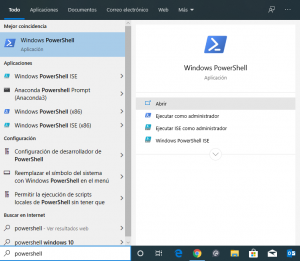 Todo
Aplicaciones
Documentos
Correo electrónico
Web
Más
Mejor coincidencia
Windows PowerShell
Aplicación
Aplicaciones
Windows PowerShell ISE
Anaconda Powershell Prompt
(Anaconda3)
Windows PowerShell (x86)
Windows PowerShell ISE (x86)
Configuración
Configuración de desarrollador de
PowerShell
Reemplazar el símbolo del sistema
con Windows PowerShell en el menú
Permitir la ejecución de scripts
locales de PowerShell sin tener que
Buscar en Internet
powershell - Ver resultados web
powershell windows 10
powershell
Windows PowerShell
Aplicación
Abrir
Ejecutar como administrador
Ejecutar ISE como administrador
Windows PowerShell ISE